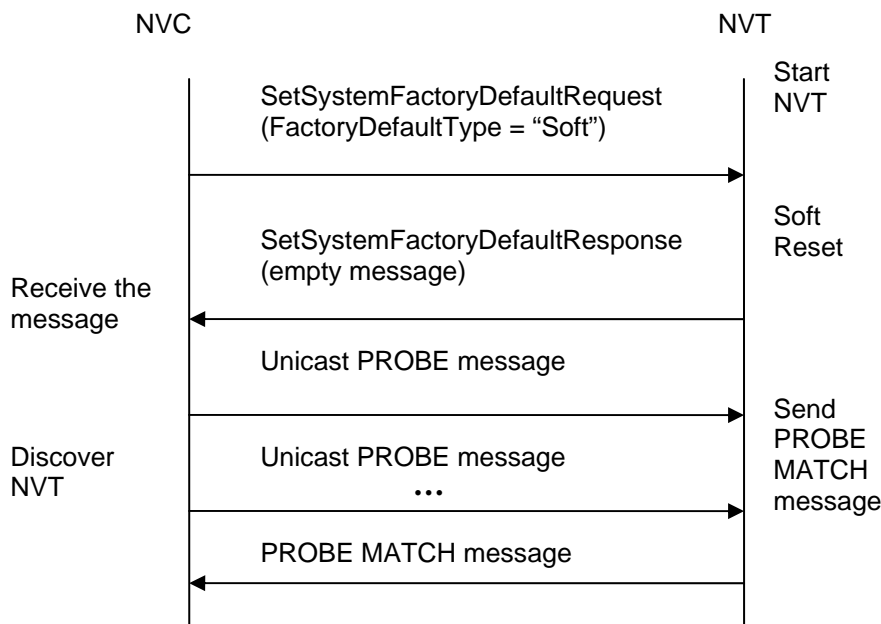 NVC
NVT
Start
NVT
SetSystemFactoryDefaultRequest
(FactoryDefaultType = “Soft”)
Soft
Reset
SetSystemFactoryDefaultResponse
(empty message)
Receive the
message
Unicast PROBE message
Send
PROBE
MATCH
message
Discover
NVT
Unicast PROBE message
...
PROBE MATCH message